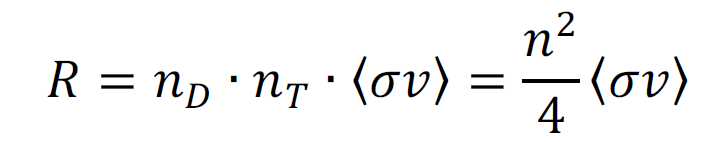 R = n_D · n_T · ⟨σv⟩ = n²/4 ⟨σv⟩